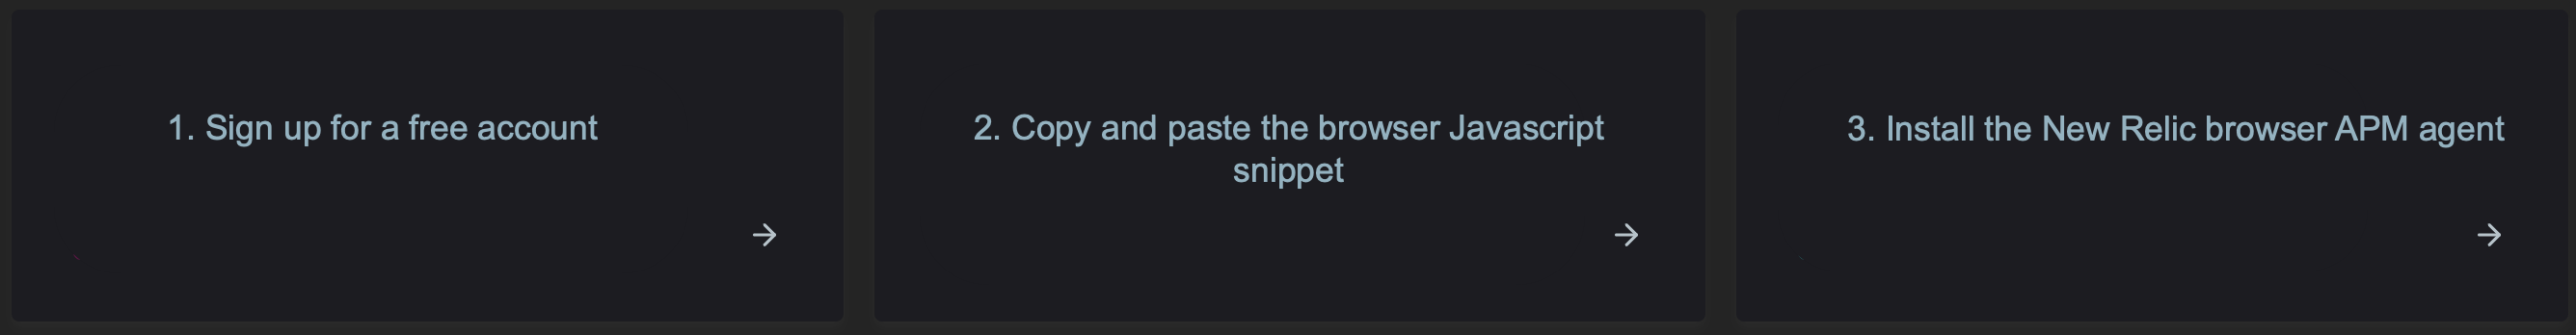 1. Sign up for a free account
2. Copy and paste the browser Javascript
snippet
3. Install the New Relic browser APM agent